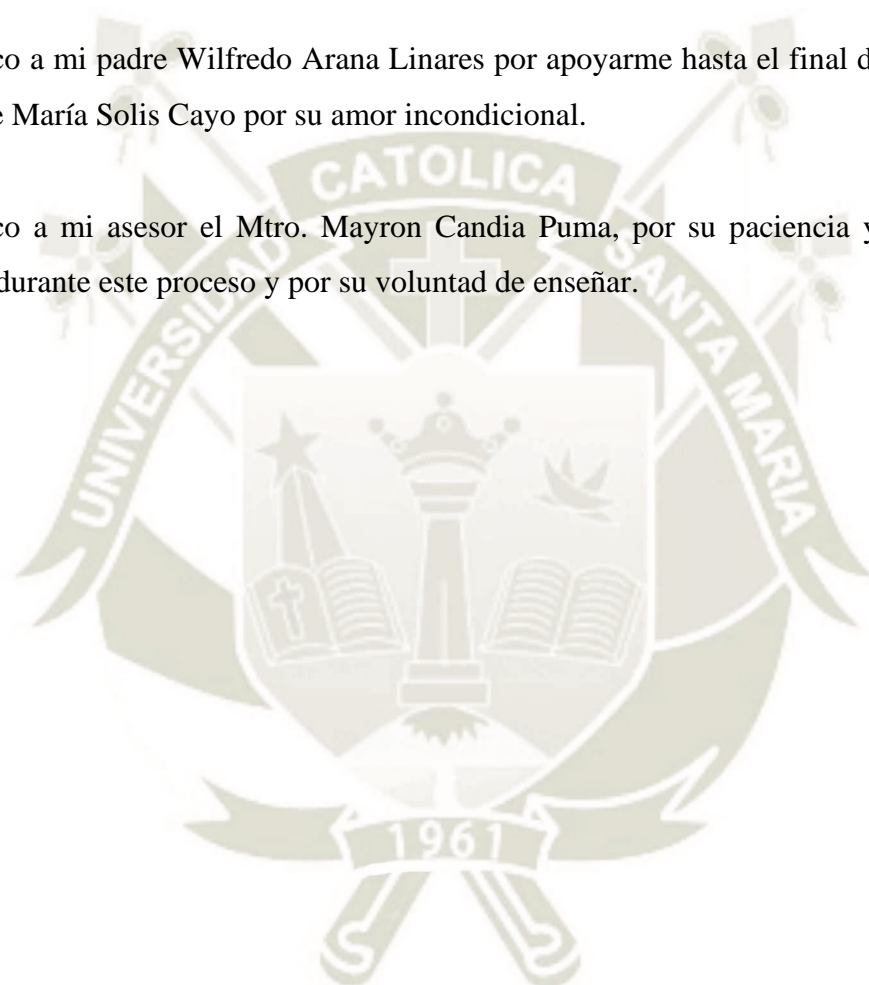 co a mi padre Wilfredo Arana Linares por apoyarme hasta el final d
e María Solis Cayo por su amor incondicional.
co a mi asesor el Mtro. Mayron Candia Puma, por su paciencia y
durante este proceso y por su voluntad de enseñar.
UNIVERSIDAD CATOLICA SANTA MARIA
1961